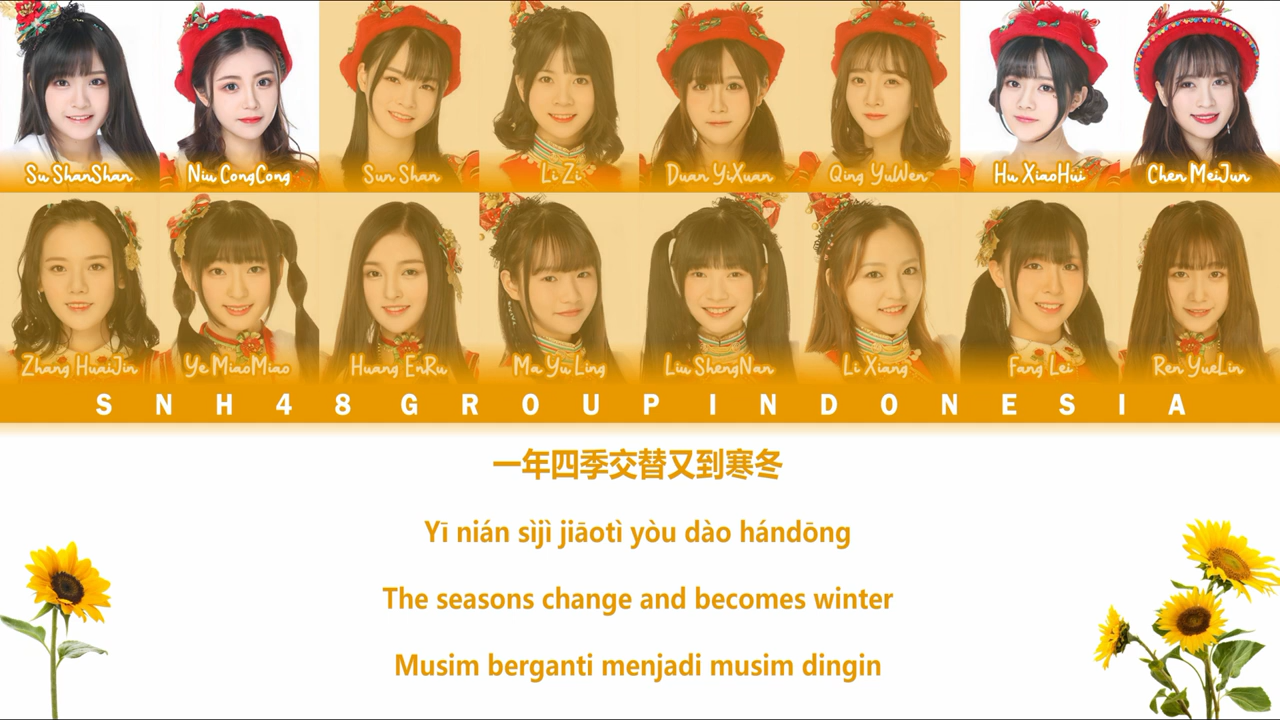 Su ShanShan Niu CongCong Sun Shan Li Zi Duan YiXuan Qing YuWen Hu XiaoHui Chen MeiJun
Zhang HuaiJin Ye MiaoMiao Huang EnRu Ma Yu Ling Liu ShengNan Li Xiang Fang Lei Ren YueLin
SNH48GROUPINDONESIA
一年四季交替又到寒冬
Yī nián sìjì jiāotì yòu dào hándōng
The seasons change and becomes winter
Musim berganti menjadi musim dingin